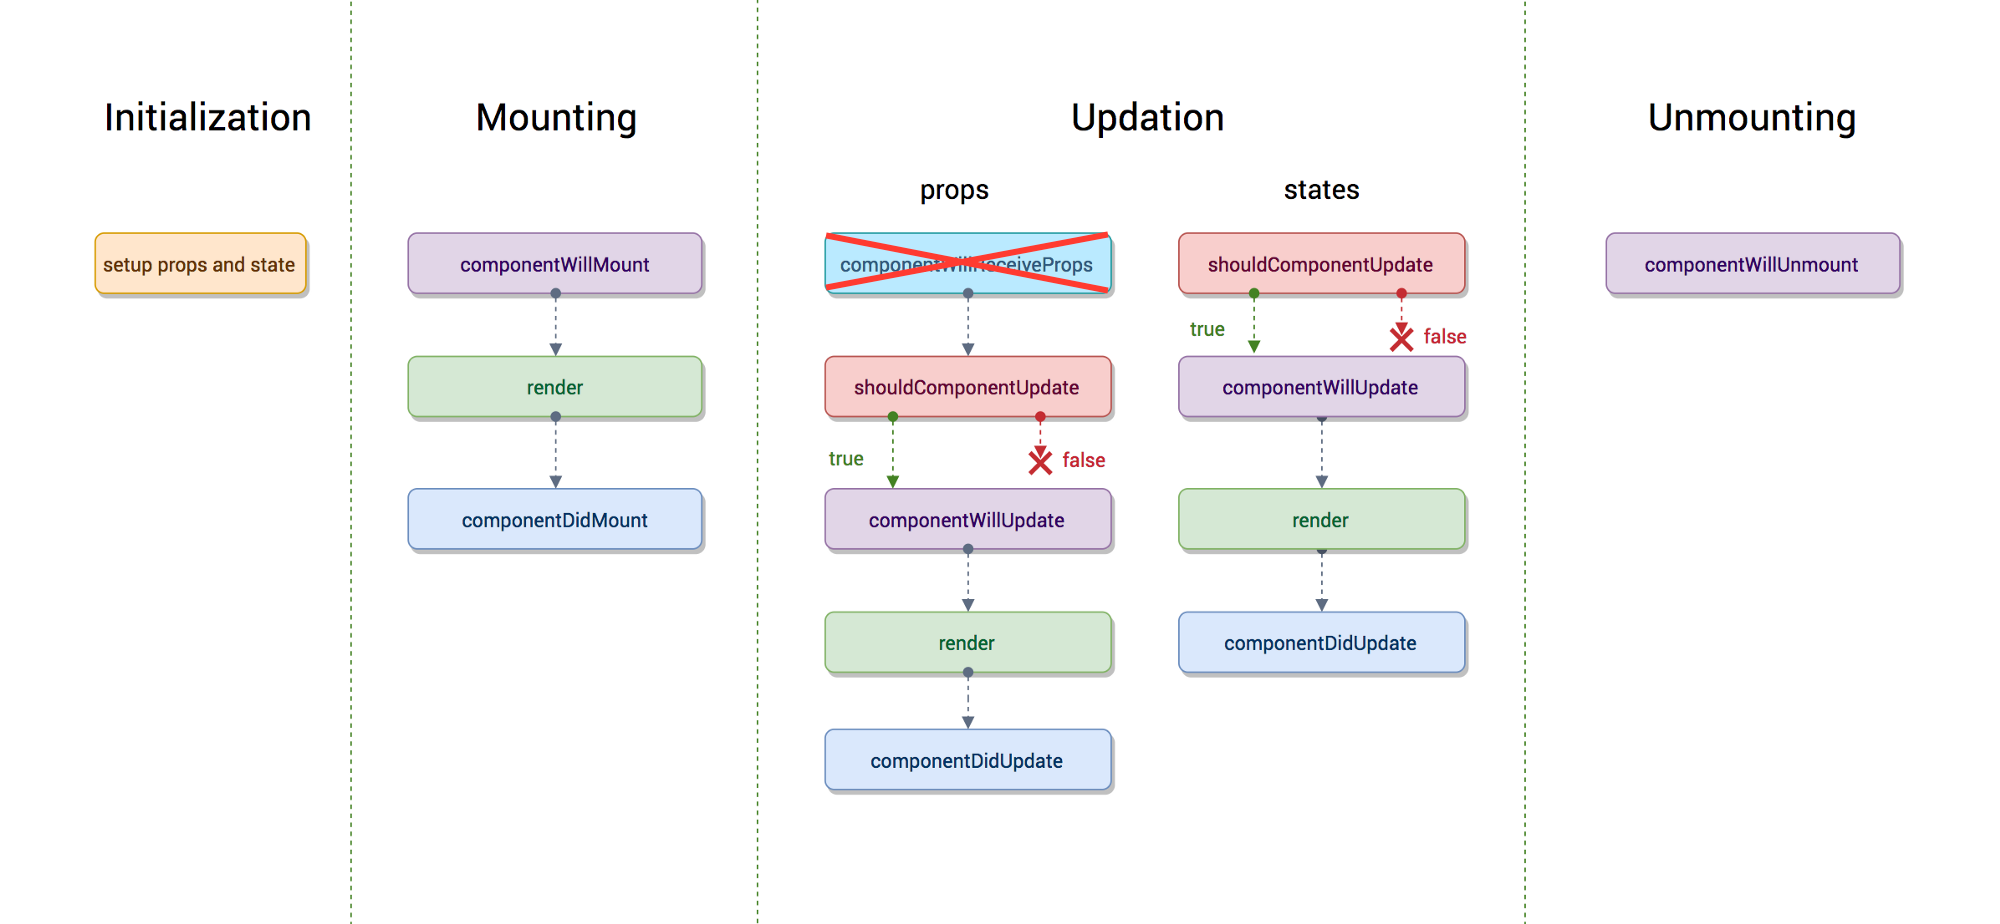 Initialization
setup props and state
Mounting
componentWillMount
render
componentDidMount
Updation
props
componentWillReceiveProps
shouldComponentUpdate
true
false
componentWillUpdate
render
componentDidUpdate
states
shouldComponentUpdate
true
false
componentWillUpdate
render
componentDidUpdate
Unmounting
componentWillUnmount